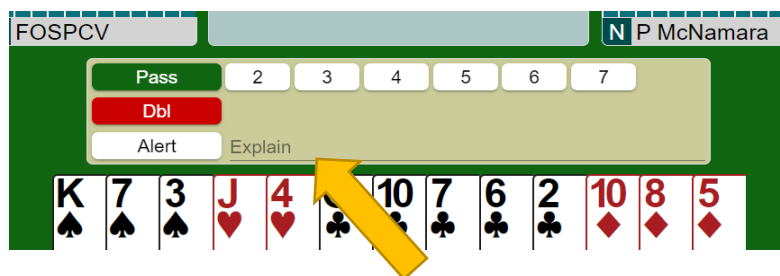 FOSPCV
N P McNamara
Pass 2 3 4 5 6 7
Dbl
Alert Explain
K 7 3 J 4 10 7 6 2 10 8 5